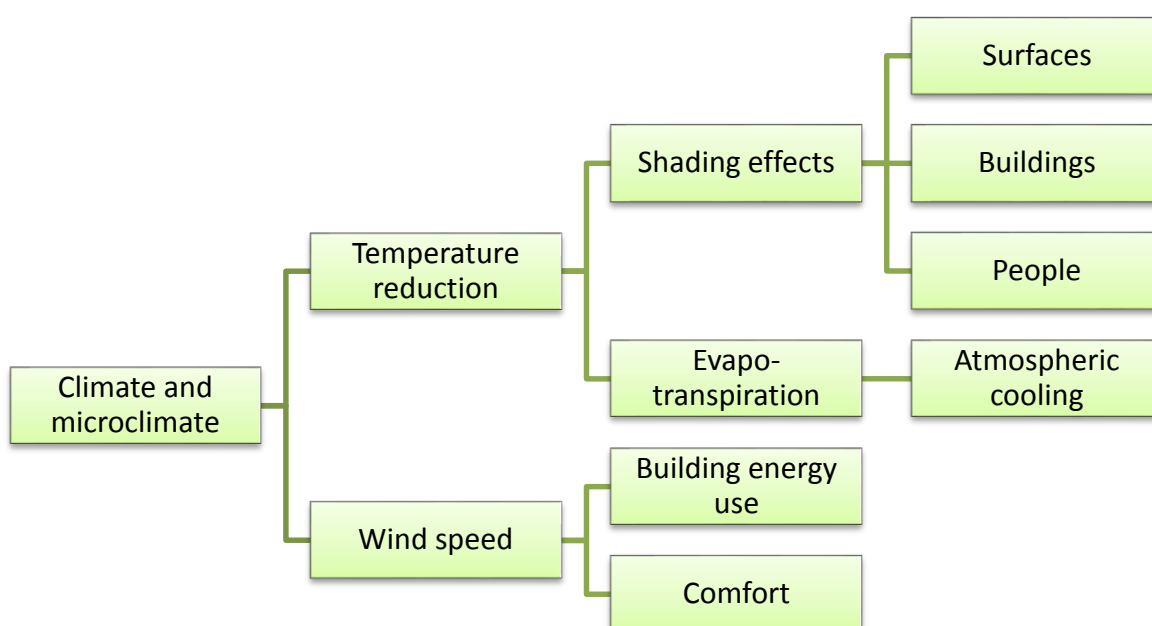 Climate and
microclimate
Temperature
reduction
Shading effects
Surfaces
Buildings
People
Evapo-
transpiration
Atmospheric
cooling
Wind speed
Building energy
use
Comfort